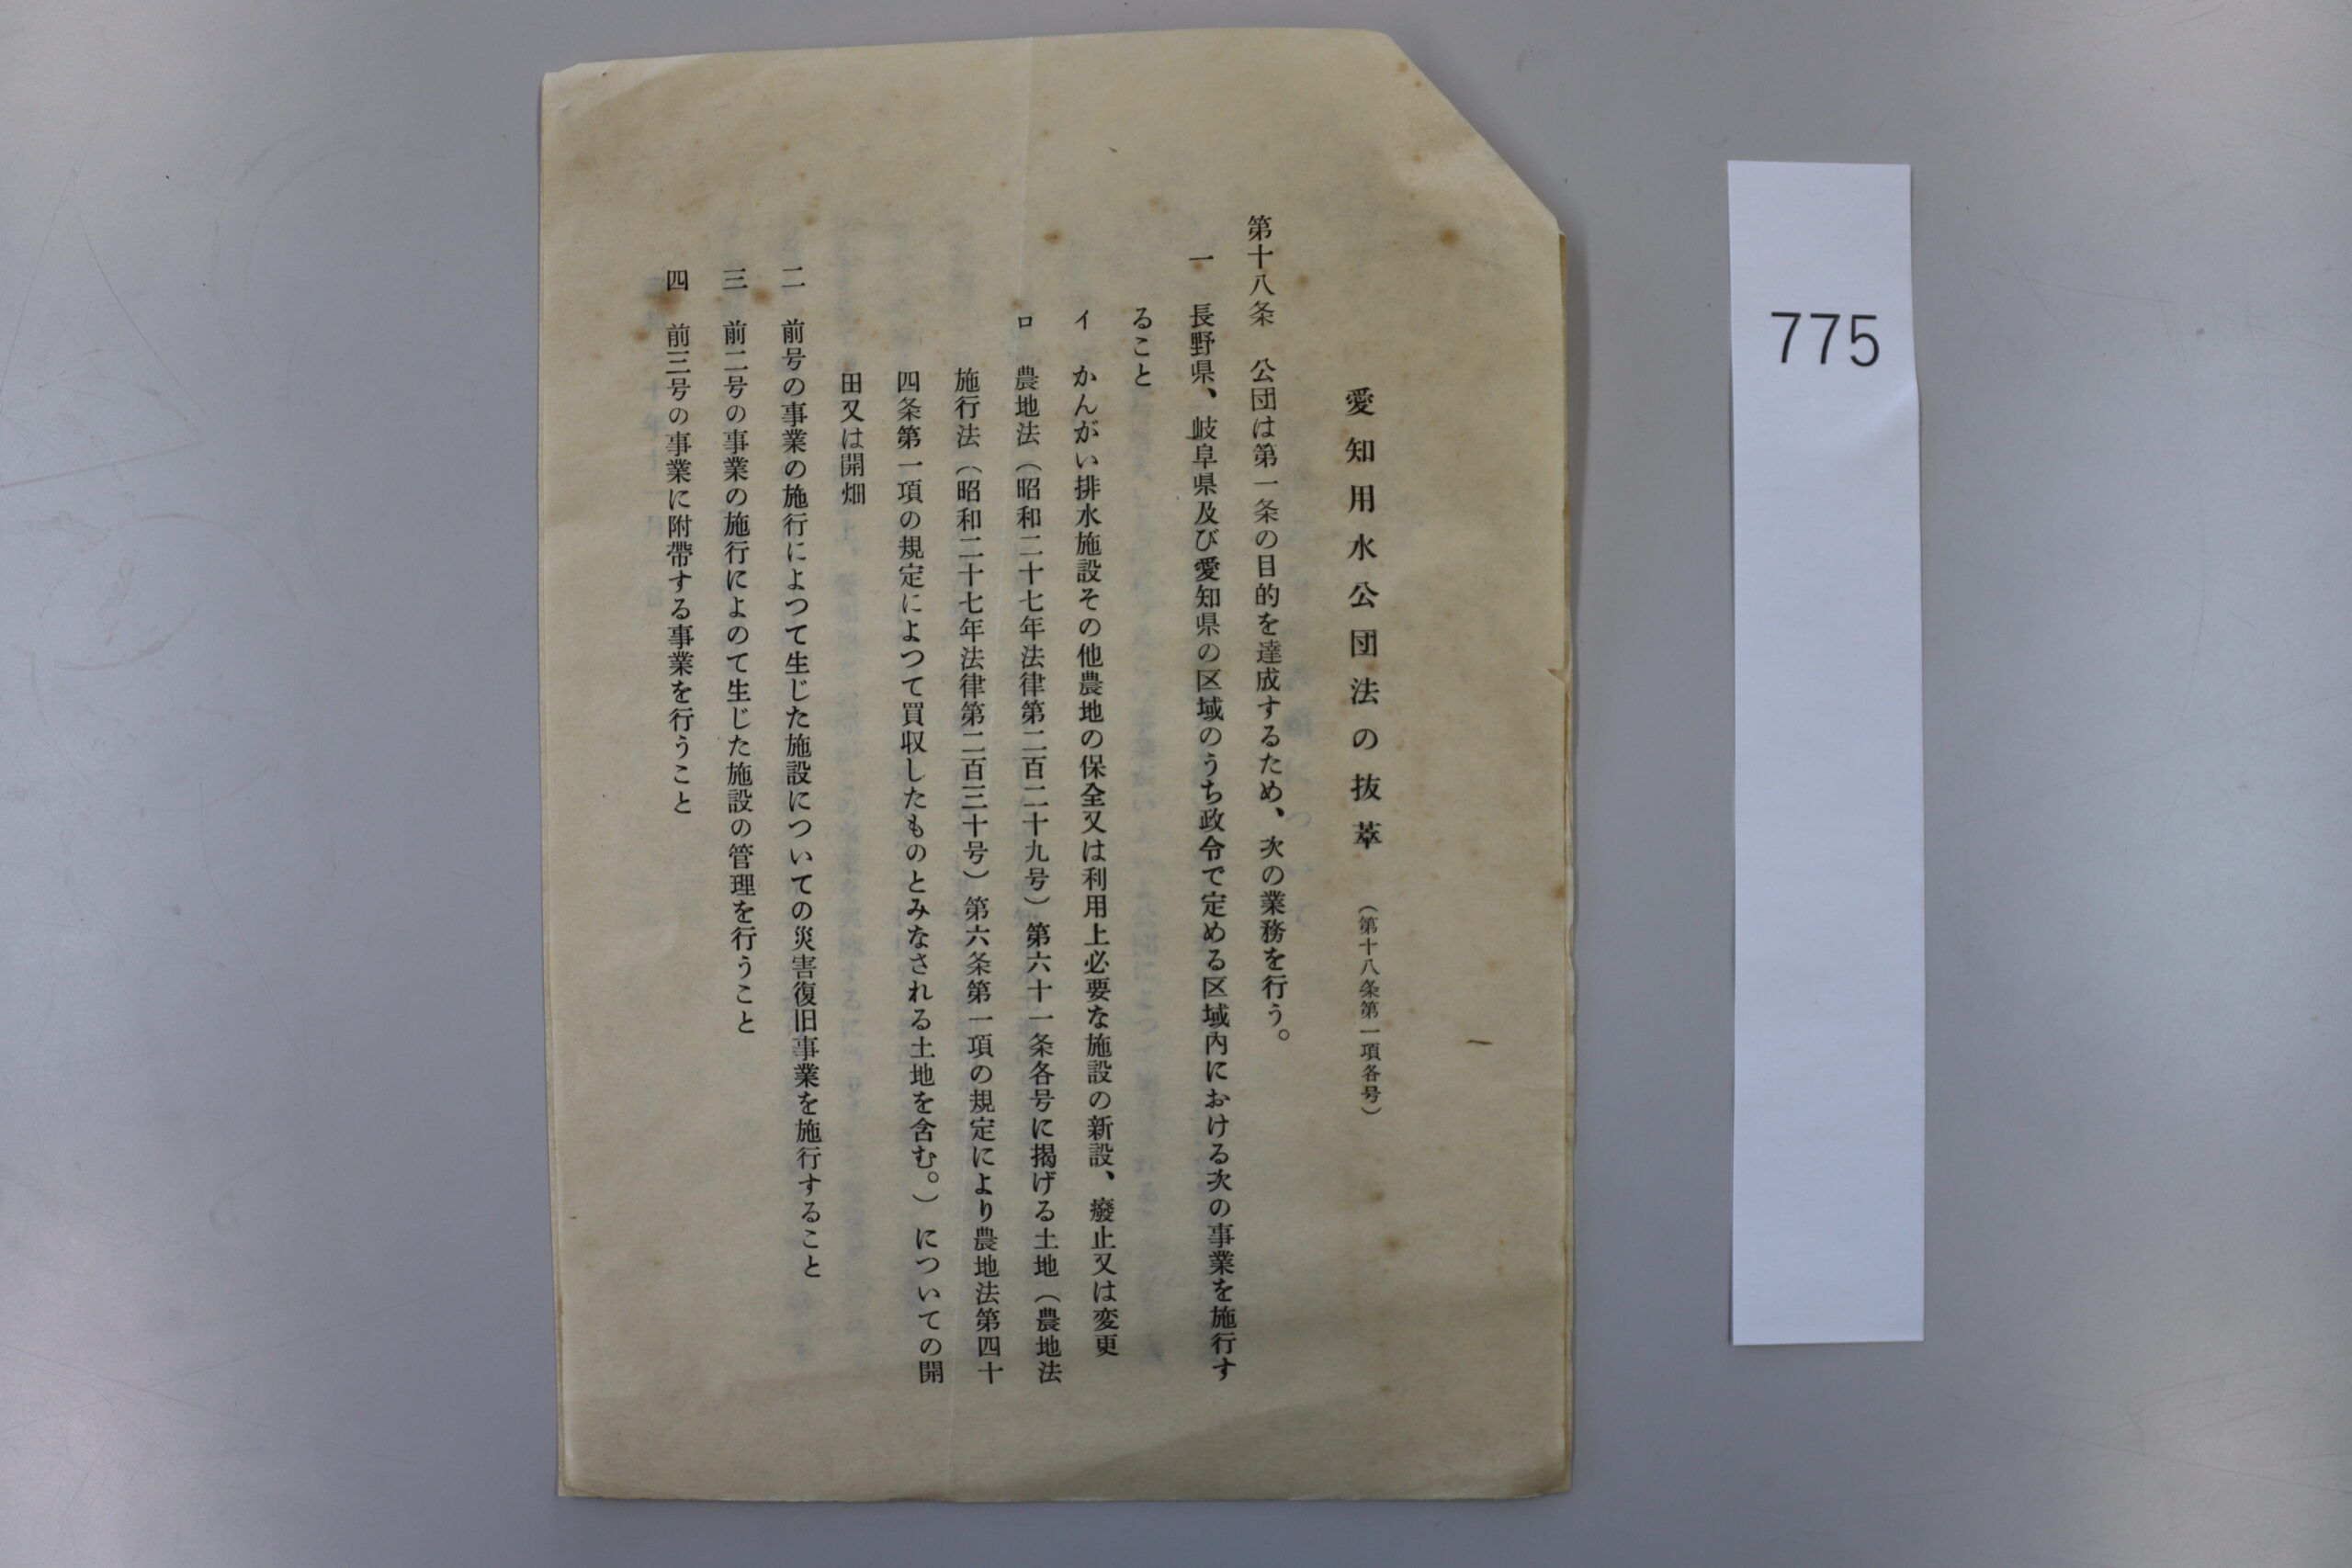 愛知用水公団法の抜萃 （第十八条第一項各号）
第十八条　公団は第一条の目的を達成するため、次の業務を行う。
一　長野県、岐阜県及び愛知県の区域のうち政令で定める区域内における次の事業を施行す
ること
イ　かんがい排水施設その他農地の保全又は利用上必要な施設の新設、廃止又は変更
ロ　農地法（昭和二十七年法律第二百二十九号）第六十一条各号に掲げる土地（農地法
施行法（昭和二十七年法律第二百三十号）第六条第一項の規定により農地法第四十
四条第一項の規定によつて買収したものとみなされる土地を含む。）についての開
田又は開畑
二　前号の事業の施行によつて生じた施設についての災害復旧事業を施行すること
三　前二号の事業の施行によのて生じた施設の管理を行うこと
四　前三号の事業に附帶する事業を行うこと
775